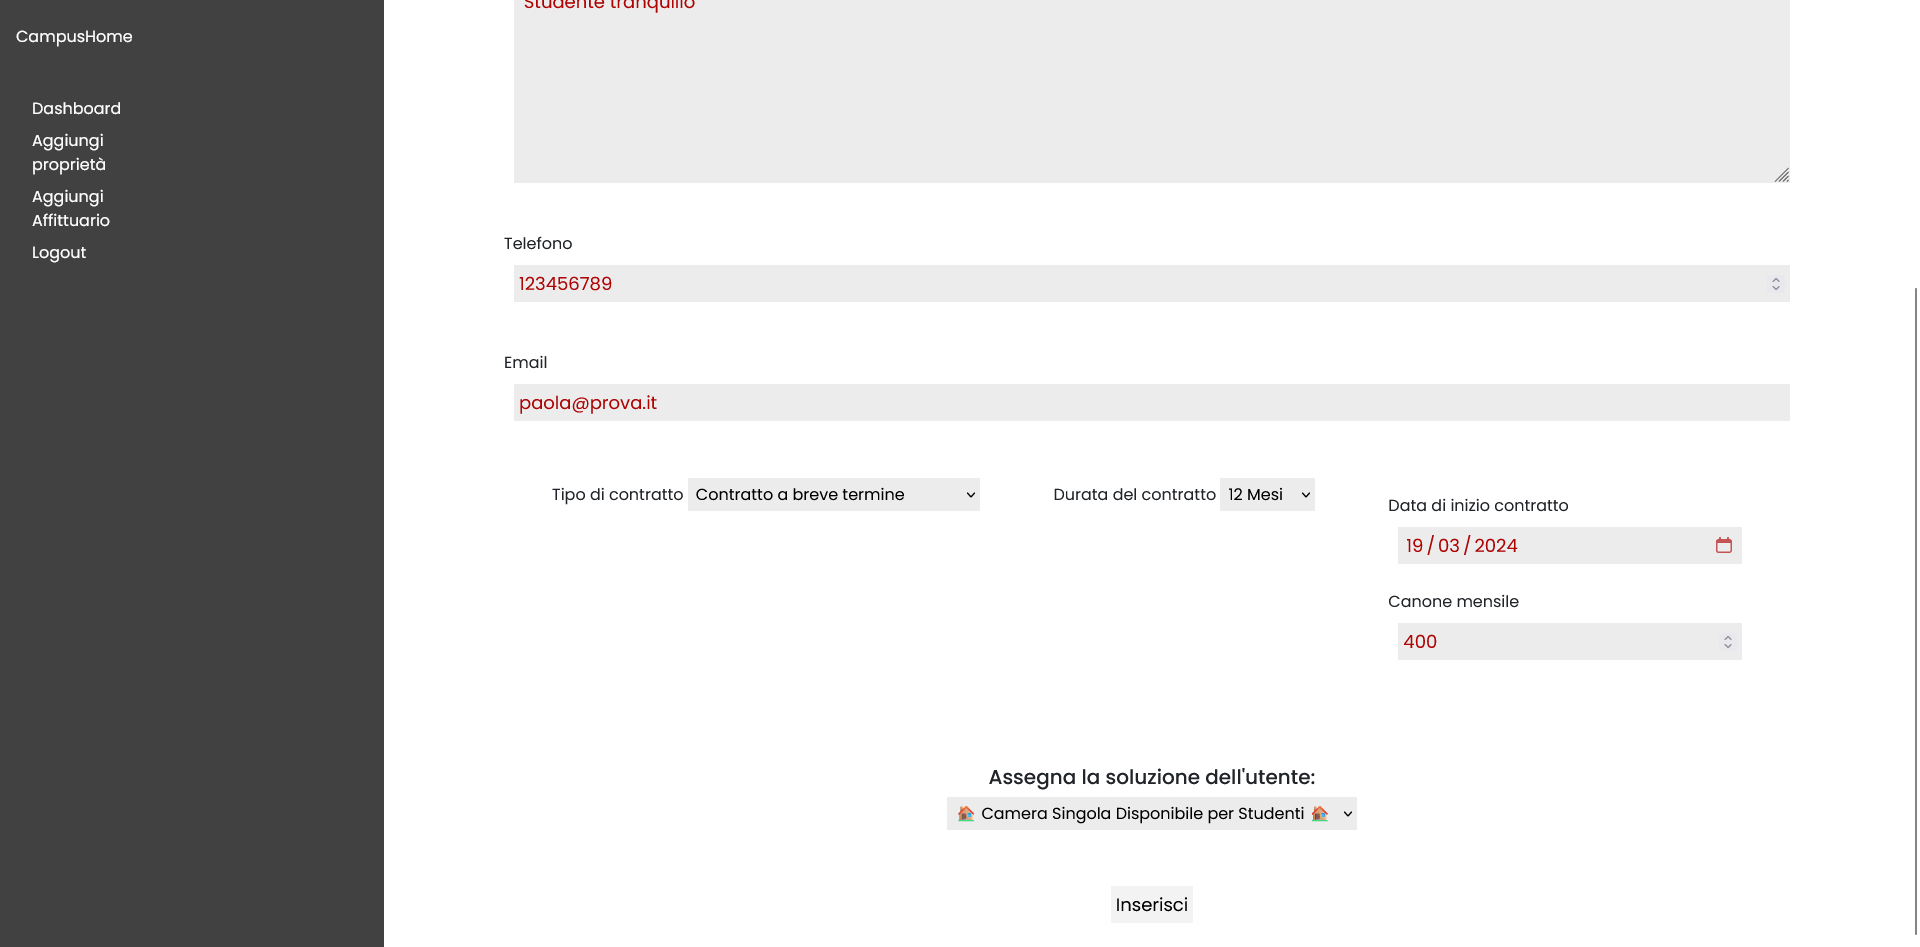 CampusHome
Dashboard
Aggiungi
proprietà
Aggiungi
Affittuario
Logout
Studente tranquillo
Telefono
123456789
Email
paola@prova.it
Tipo di contratto Contratto a breve termine
Durata del contratto 12 Mesi
Data di inizio contratto
19/03/2024
Canone mensile
400
Assegna la soluzione dell'utente:
🏠 Camera Singola Disponibile per Studenti 🏠
Inserisci